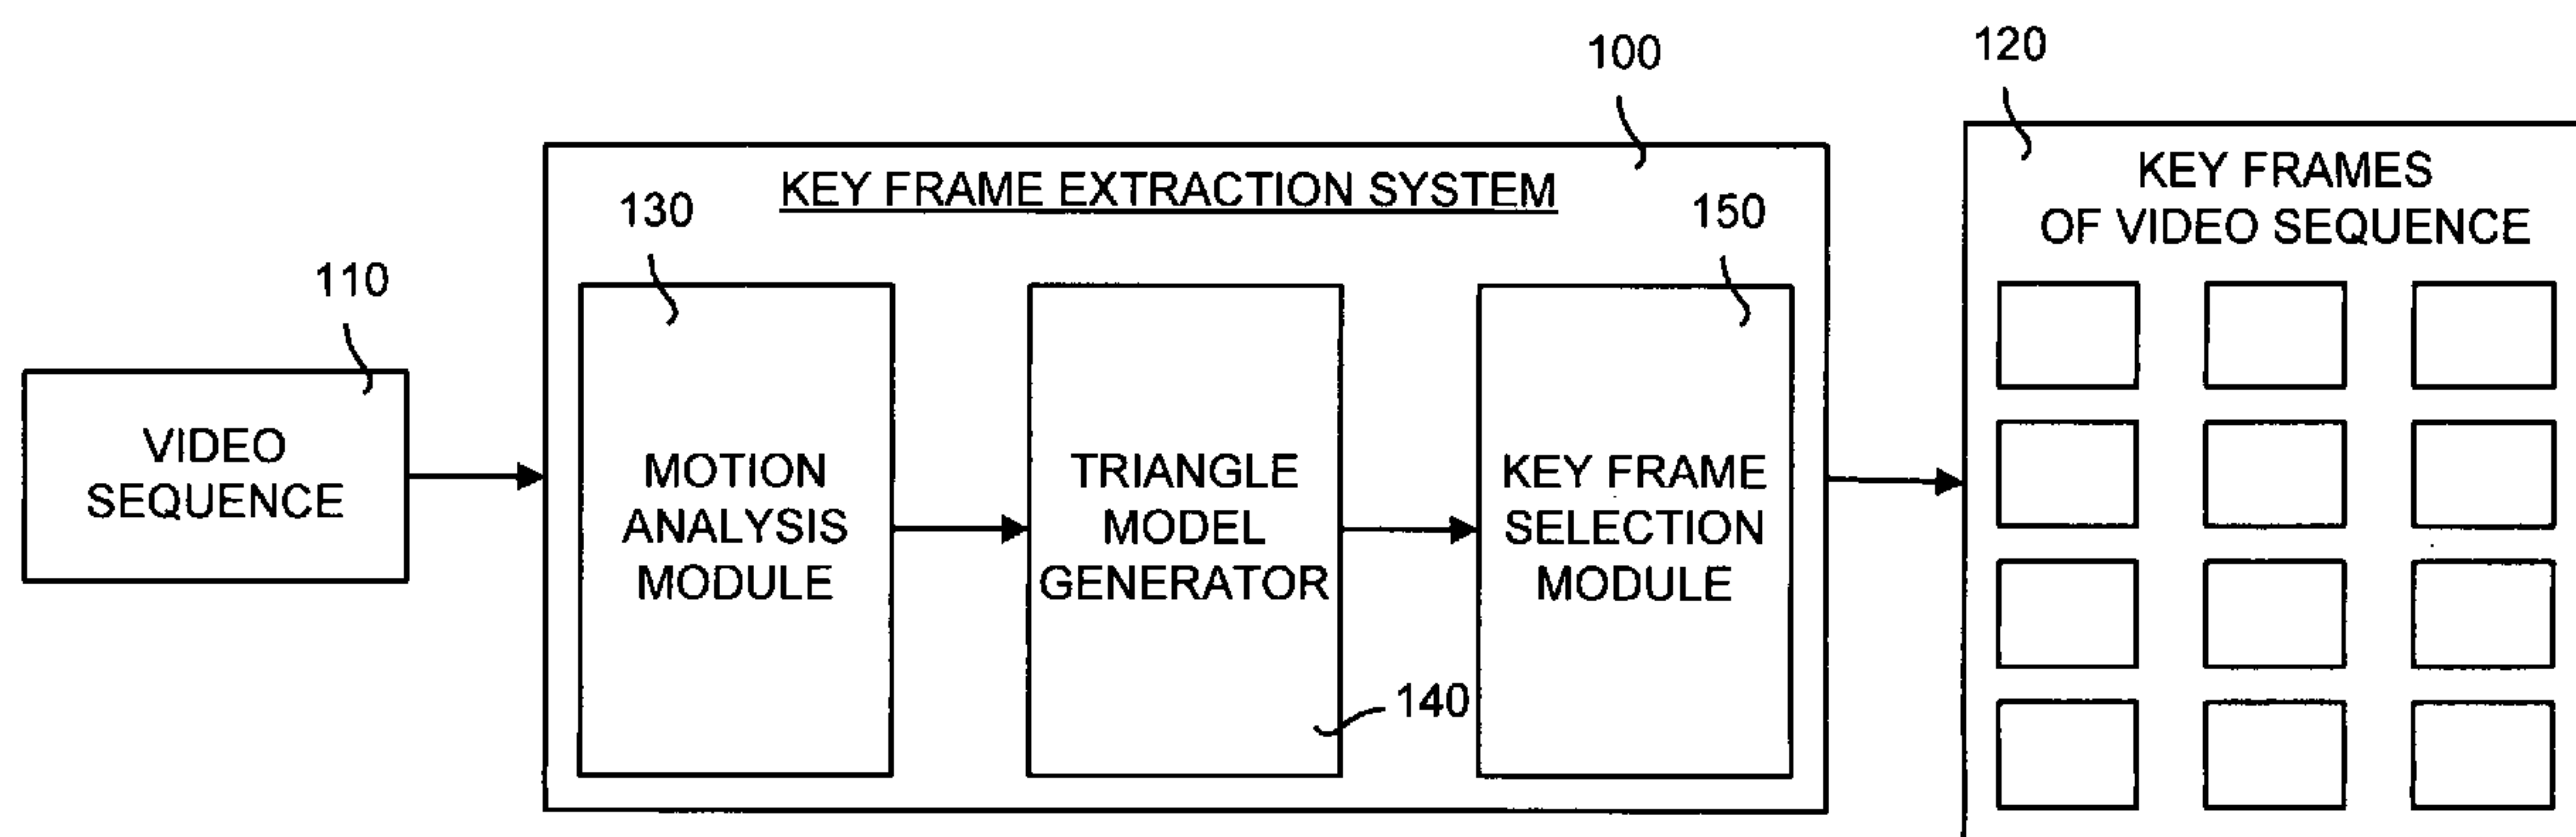 100
120
KEY FRAME EXTRACTION SYSTEM
KEY FRAMES
OF VIDEO SEQUENCE
130
150
110
VIDEO
SEQUENCE
MOTION
ANALYSIS
MODULE
TRIANGLE
MODEL
GENERATOR
KEY FRAME
SELECTION
MODULE
140